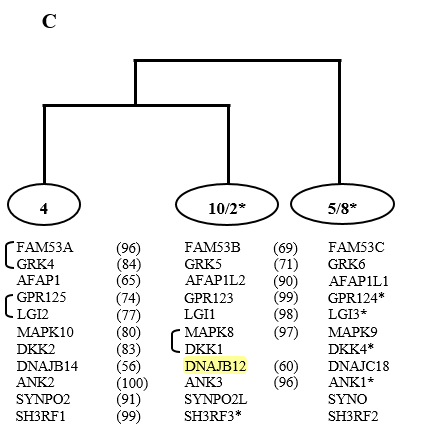 C
4 10/2* 5/8*
FAM53A (96) FAM53B (69) FAM53C
GRK4 (84) GRK5 (71) GRK6
AFAP1 (65) AFAP1L2 (90) AFAP1L1
GPR125 (74) GPR123 (99) GPR124*
LGI2 (77) LGI1 (98) LGI3*
MAPK10 (80) MAPK8 (97) MAPK9
DKK2 (83) DKK1 DKK4*
DNAJB14 (56) DNAJB12 (60) DNAJC18
ANK2 (100) ANK3 (96) ANK1*
SYNPO2 (91) SYNPO2L SYNO
SH3RF1 (99) SH3RF3* SH3RF2